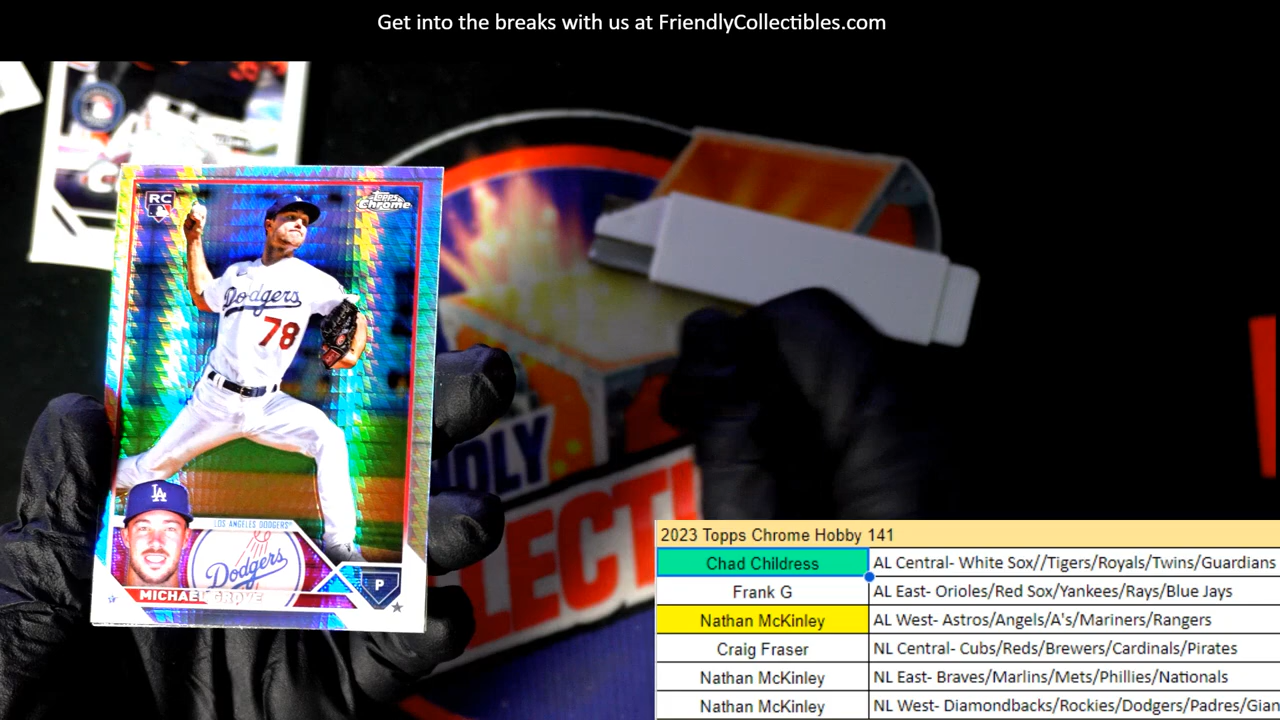 Get into the breaks with us at FriendlyCollectibles.com
RC
Topps
Chrome
Dodgers
78
LA
LOS ANGELES DODGERS
Dodgers
P
MICHAEL GROVE
2023 Topps Chrome Hobby 141
Chad Childress AL Central- White Sox//Tigers/Royals/Twins/Guardians
Frank G AL East- Orioles/Red Sox/Yankees/Rays/Blue Jays
Nathan McKinley AL West- Astros/Angels/A's/Mariners/Rangers
Craig Fraser NL Central- Cubs/Reds/Brewers/Cardinals/Pirates
Nathan McKinley NL East- Braves/Marlins/Mets/Phillies/Nationals
Nathan McKinley NL West- Diamondbacks/Rockies/Dodgers/Padres/Gian